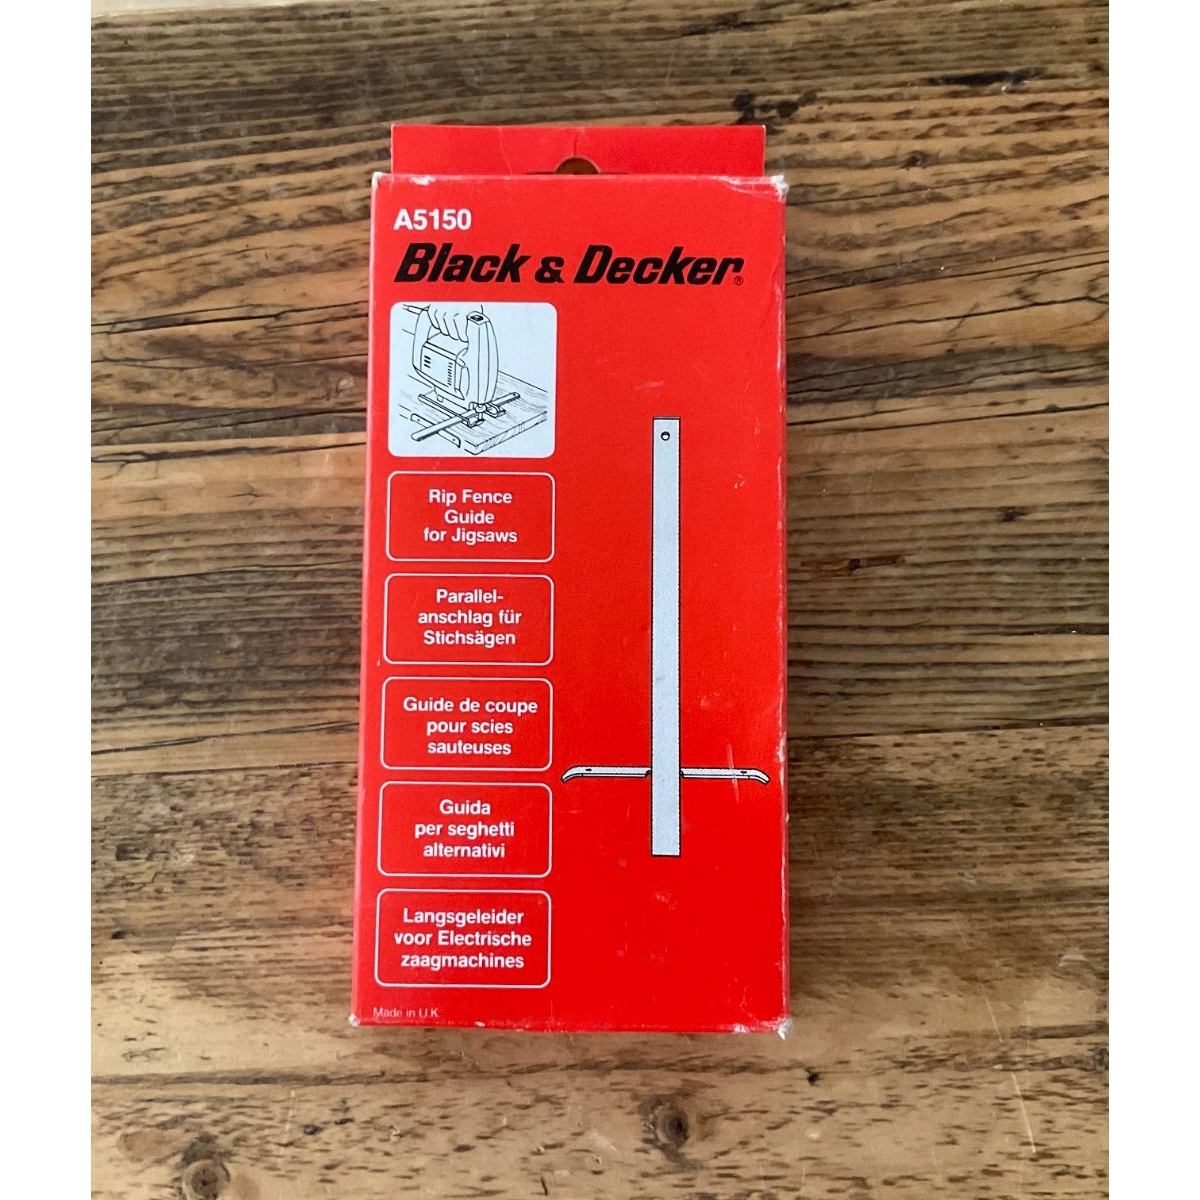 A5150
Black & Decker®
Rip Fence
Guide
for Jigsaws
Parallel-
anschlag für
Stichsägen
Guide de coupe
pour scies
sauteuses
Guida
per seghetti
alternativi
Langsgeleider
voor Electrische
zaagmachines
Made in U.K.